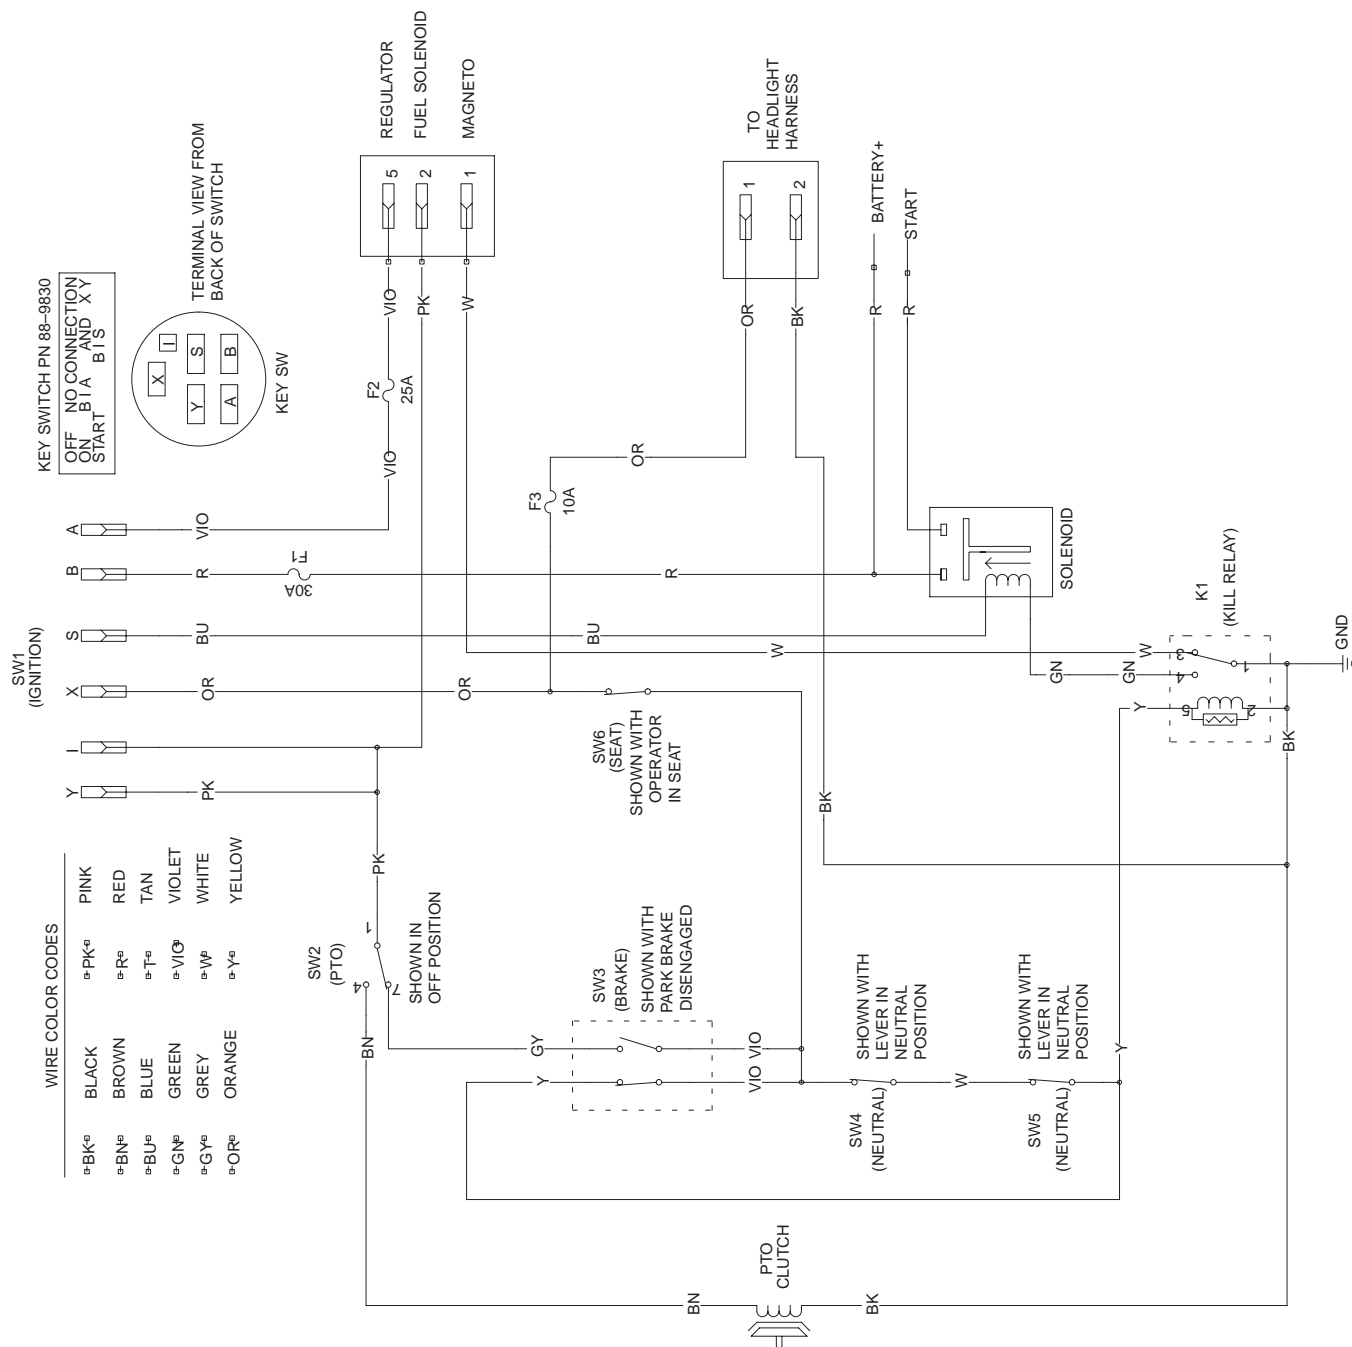 KEY SWITCH PN 88–9830
OFF NO CONNECTION
ON B I A AND X Y
START B I S
TERMINAL VIEW FROM
BACK OF SWITCH
X
I
Y
S
A
B
KEY SW
REGULATOR
FUEL SOLENOID
MAGNETO
5
2
1
VIO
PK
W
F2
25A
VIO
TO
HEADLIGHT
HARNESS
1
2
OR
BK
BATTERY+
START
R
R
SW1
(IGNITION)
A
B
S
X
I
Y
VIO
R
BU
OR
PK
F1
30A
F3
10A
OR
R
BU
OR
W
SOLENOID
K1
(KILL RELAY)
GND
W
GN
GN
Y
3
4
1
5
2
BK
SW6
(SEAT)
SHOWN WITH
OPERATOR
IN SEAT
BK
WIRE COLOR CODES
BK BLACK PK PINK
BN BROWN R RED
BU BLUE T TAN
GN GREEN VIO VIOLET
GY GREY W WHITE
OR ORANGE Y YELLOW
PK
SW2
(PTO)
1
4
7
SHOWN IN
OFF POSITION
BN
GY
Y
SW3
(BRAKE)
SHOWN WITH
PARK BRAKE
DISENGAGED
VIO
VIO
SHOWN WITH
LEVER IN
NEUTRAL
POSITION
SW4
(NEUTRAL)
W
SHOWN WITH
LEVER IN
NEUTRAL
POSITION
SW5
(NEUTRAL)
Y
BN
PTO
CLUTCH
BK